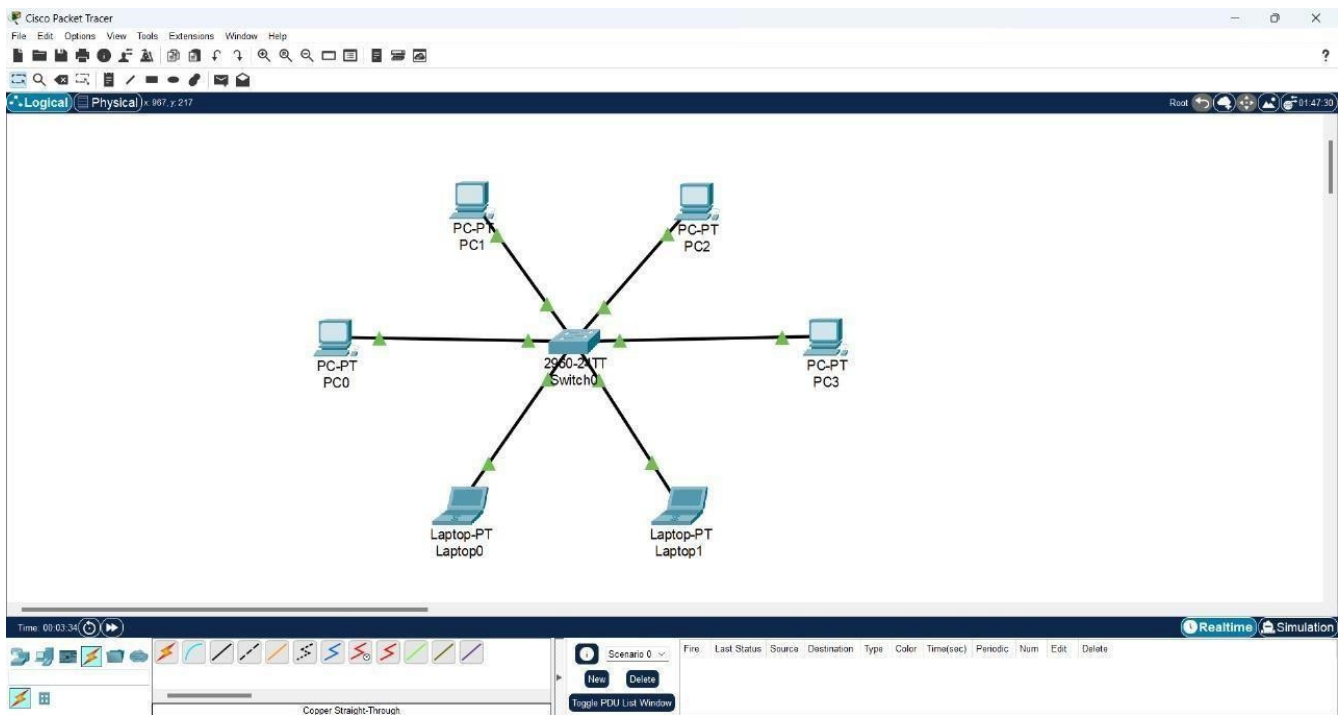 Cisco Packet Tracer
File Edit Options View Tools Extensions Window Help
?
Logical Physical x: 967, y: 217 Root 01:47:30
PC-PT
PC1
PC-PT
PC2
PC-PT
PC0
2960-24TT
Switch0
PC-PT
PC3
Laptop-PT
Laptop0
Laptop-PT
Laptop1
Time: 00:03:34 Realtime Simulation
Scenario 0 Fire Last Status Source Destination Type Color Time(sec) Periodic Num Edit Delete
New Delete
Toggle PDU List Window
Copper Straight-Through